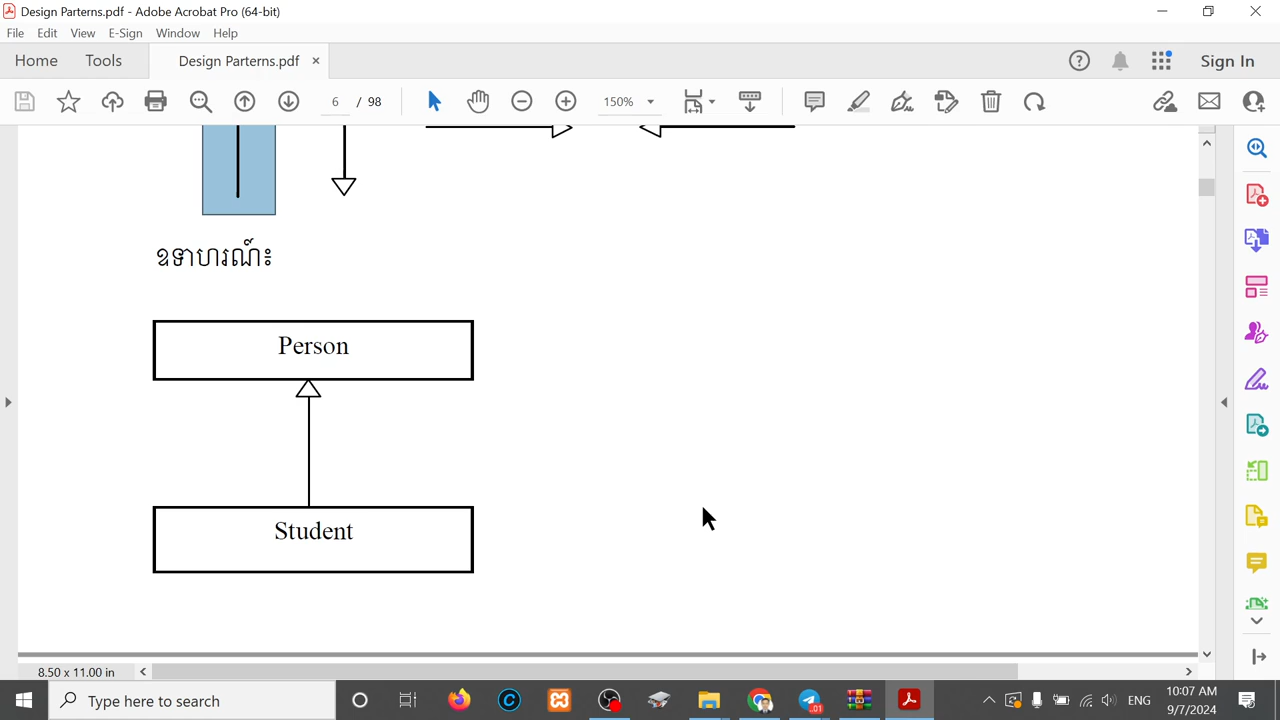 Design Parterns.pdf - Adobe Acrobat Pro (64-bit)
File Edit View E-Sign Window Help
Home Tools Design Parterns.pdf × Sign In
6 / 98 150%
ឧទាហរណ៍៖
Person
Student
8.50 x 11.00 in
Type here to search
.01
ENG
10:07 AM
9/7/2024